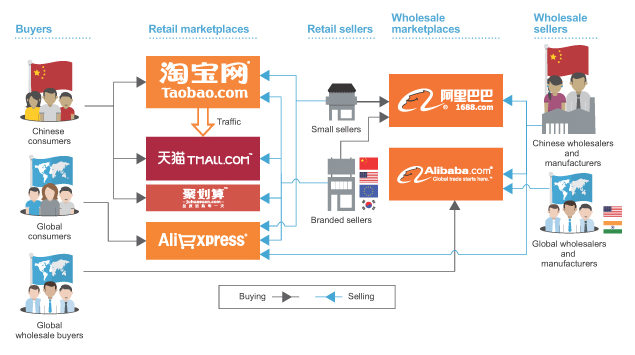 Buyers
Retail marketplaces
Retail sellers
Wholesale
marketplaces
Wholesale
sellers
淘宝网
Taobao.com
Traffic
天猫 TMALL.COM
聚划算
AliExpress
Chinese
consumers
Global
consumers
Global
wholesale buyers
Small sellers
Branded sellers
阿里巴巴
1688.com
Alibaba.com
Global trade starts here.
Chinese wholesalers
and
manufacturers
Global wholesalers
and
manufacturers
Buying
Selling